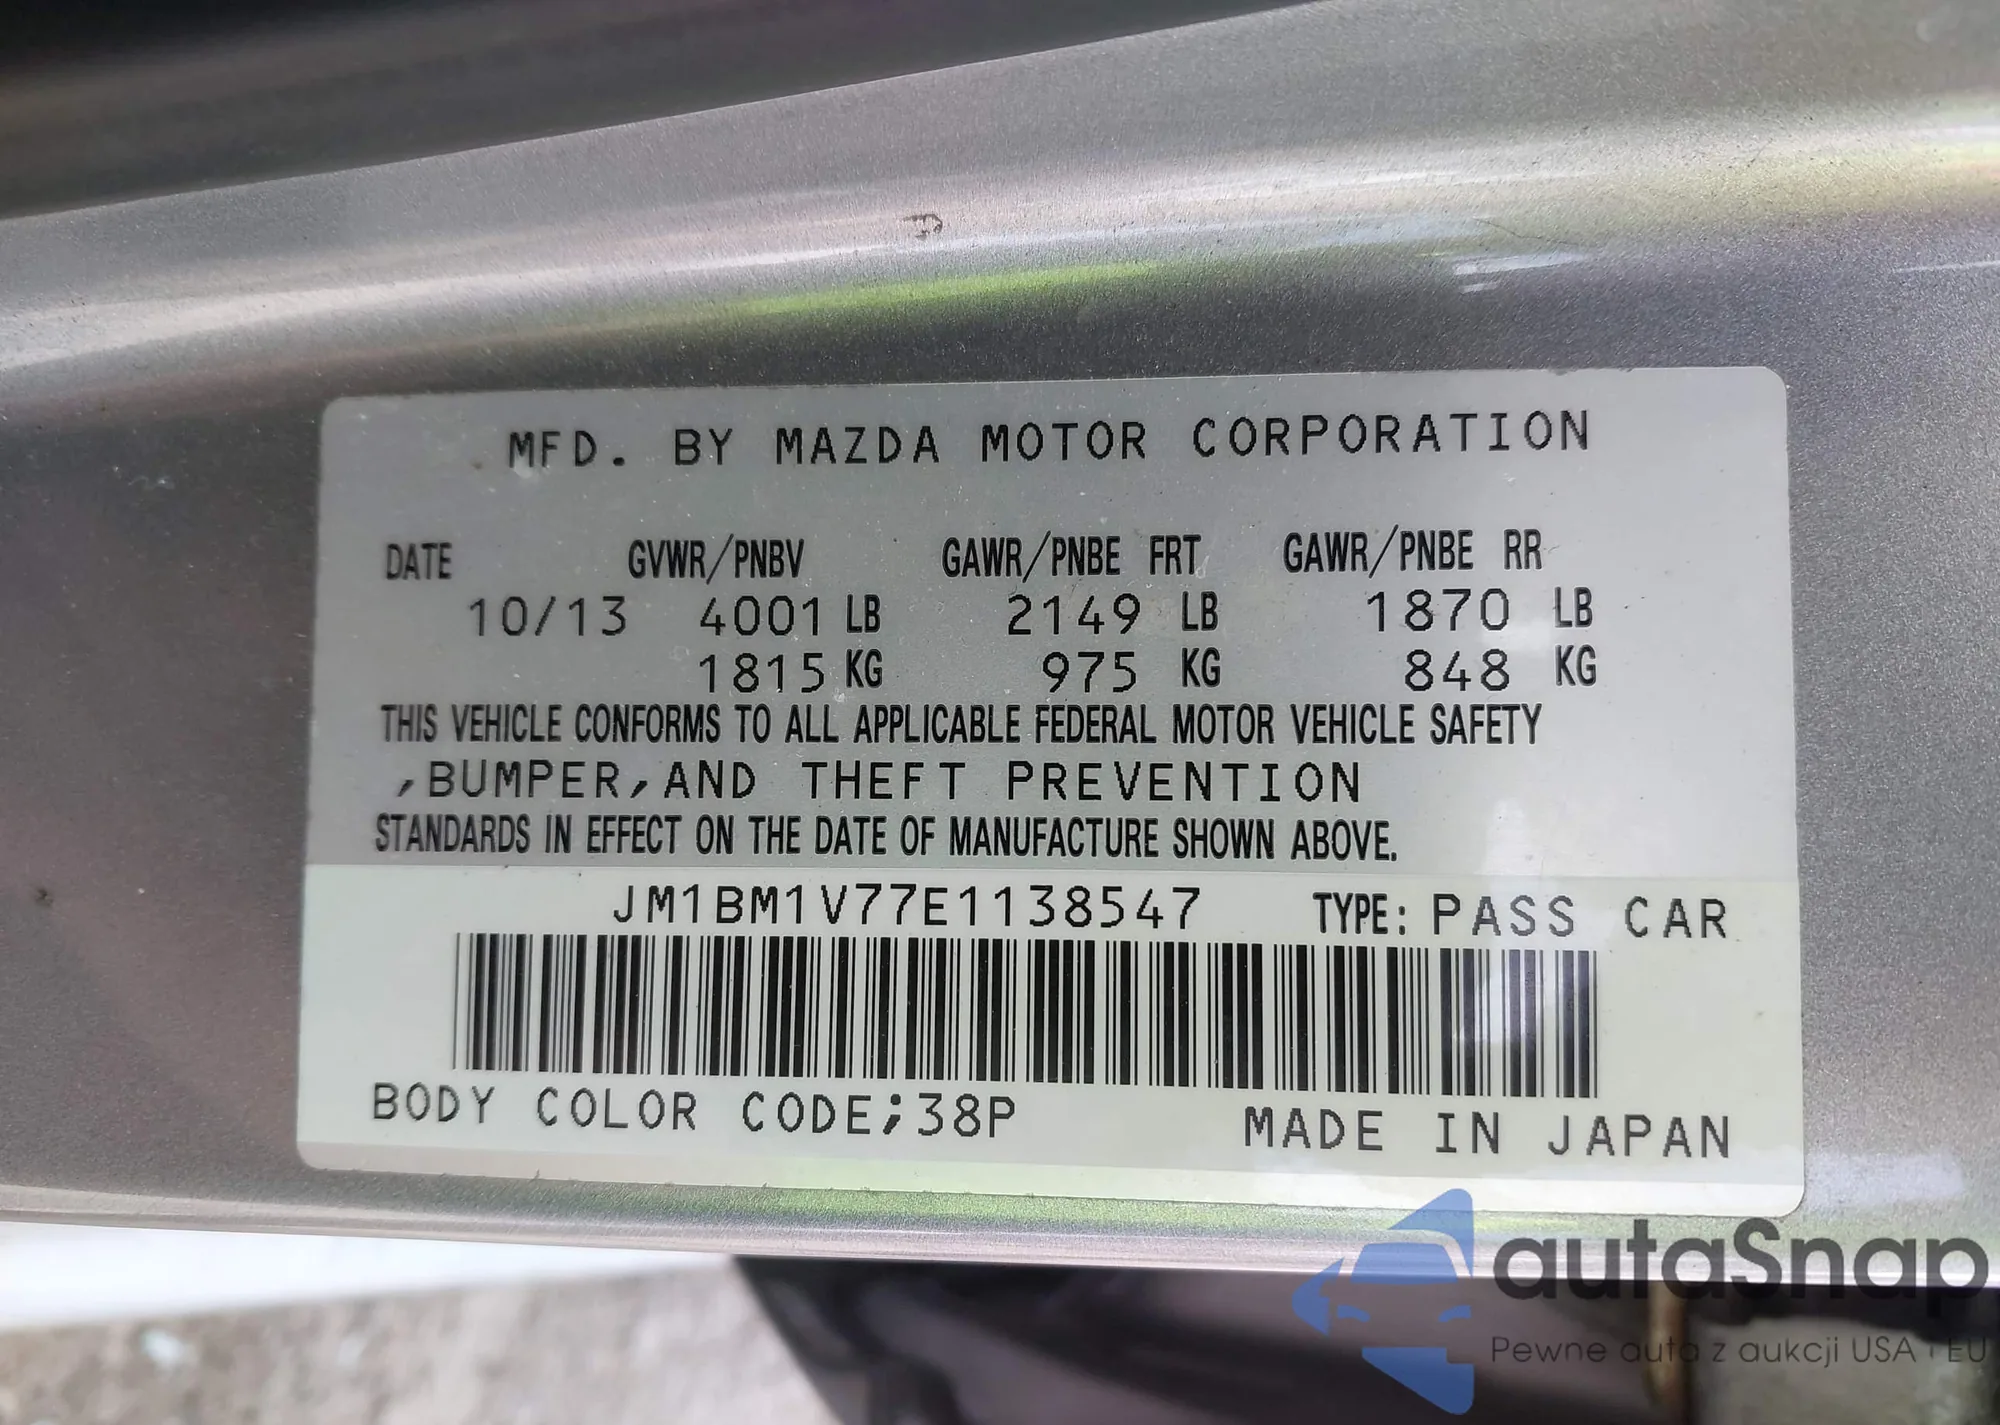 MFD. BY MAZDA MOTOR CORPORATION
DATE GVWR/PNBV GAWR/PNBE FRT GAWR/PNBE RR
10/13 4001 LB 2149 LB 1870 LB
1815 KG 975 KG 848 KG
THIS VEHICLE CONFORMS TO ALL APPLICABLE FEDERAL MOTOR VEHICLE SAFETY
,BUMPER,AND THEFT PREVENTION
STANDARDS IN EFFECT ON THE DATE OF MANUFACTURE SHOWN ABOVE.
JM1BM1V77E1138547 TYPE: PASS CAR
BODY COLOR CODE;38P MADE IN JAPAN
autaSnap
Pewne auta z aukcji USA i EU